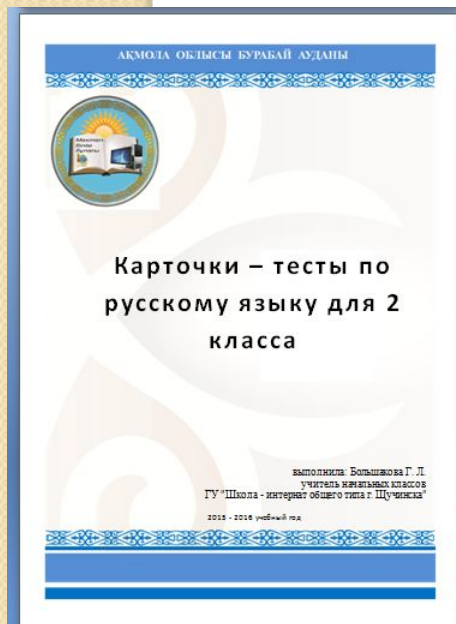 АҚМОЛА ОБЛЫСЫ БУРАБАЙ АУДАНЫ
Карточки – тесты по
русскому языку для 2
класса
выполнила: Большакова Г. Л.
учитель начальных классов
ГУ "Школа - интернат общего типа г. Щучинска"
2015 - 2016 учебный год